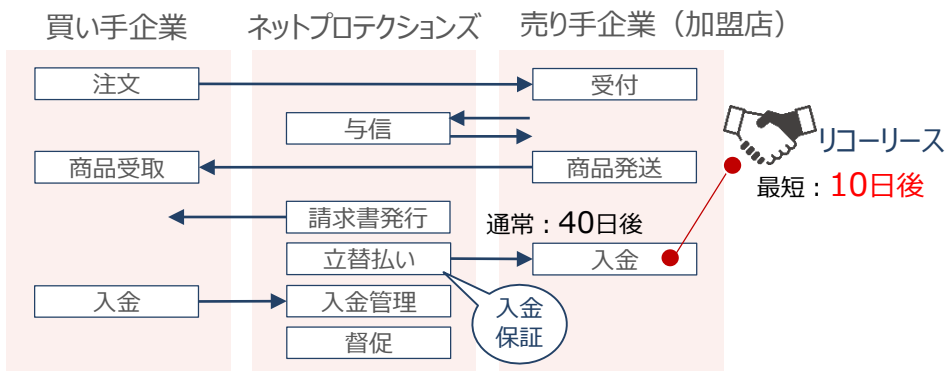 買い手企業
ネットプロテクションズ
売り手企業（加盟店）
注文
受付
与信
リコーリース
商品受取
商品発送
最短：10日後
請求書発行
通常：40日後
立替払い
入金
入金
入金管理
入金
保証
督促